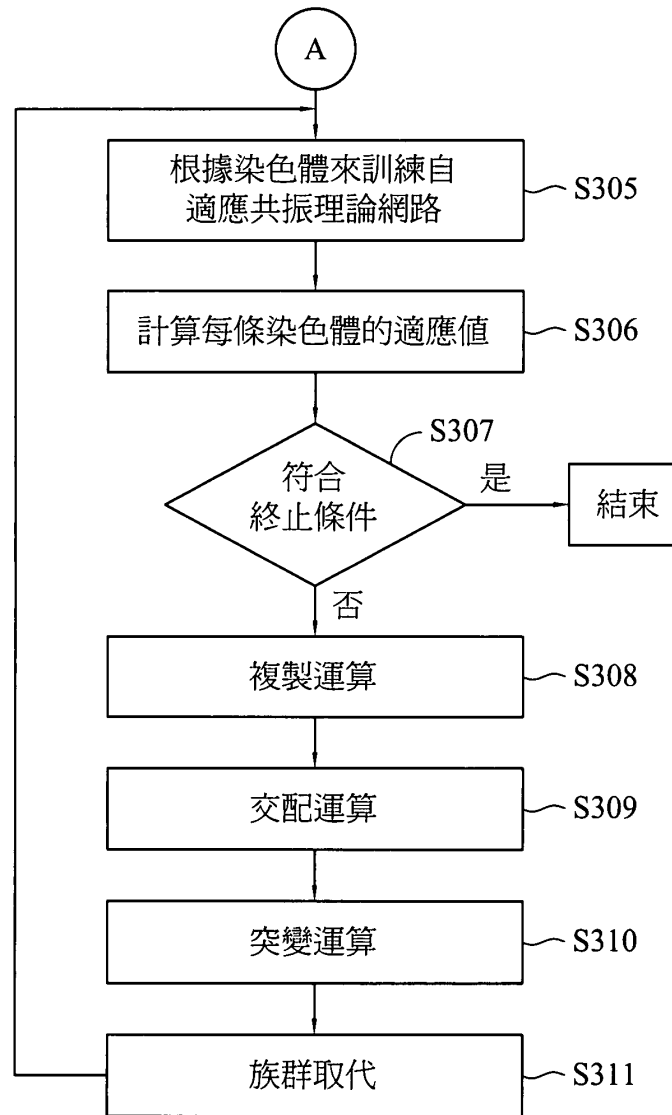 A
根據染色體來訓練自
適應共振理論網路
S305
計算每條染色體的適應值
S306
S307
符合
終止條件
是
結束
否
複製運算
S308
交配運算
S309
突變運算
S310
族群取代
S311